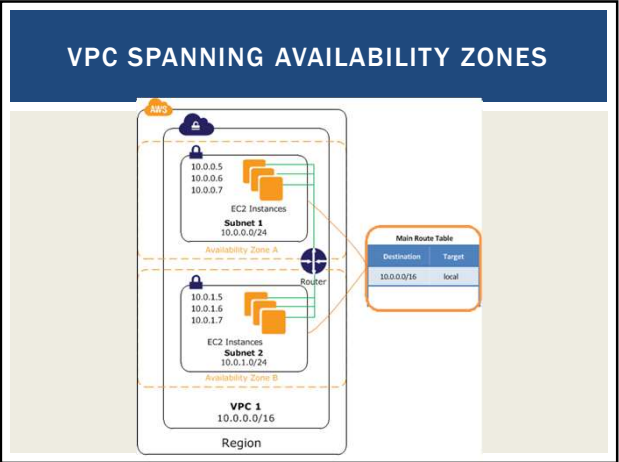 VPC SPANNING AVAILABILITY ZONES
AWS
10.0.0.5
10.0.0.6
10.0.0.7
EC2 Instances
Subnet 1
10.0.0.0/24
Availability Zone A
Router
Main Route Table
Destination Target
10.0.0.0/16 local
10.0.1.5
10.0.1.6
10.0.1.7
EC2 Instances
Subnet 2
10.0.1.0/24
Availability Zone B
VPC 1
10.0.0.0/16
Region